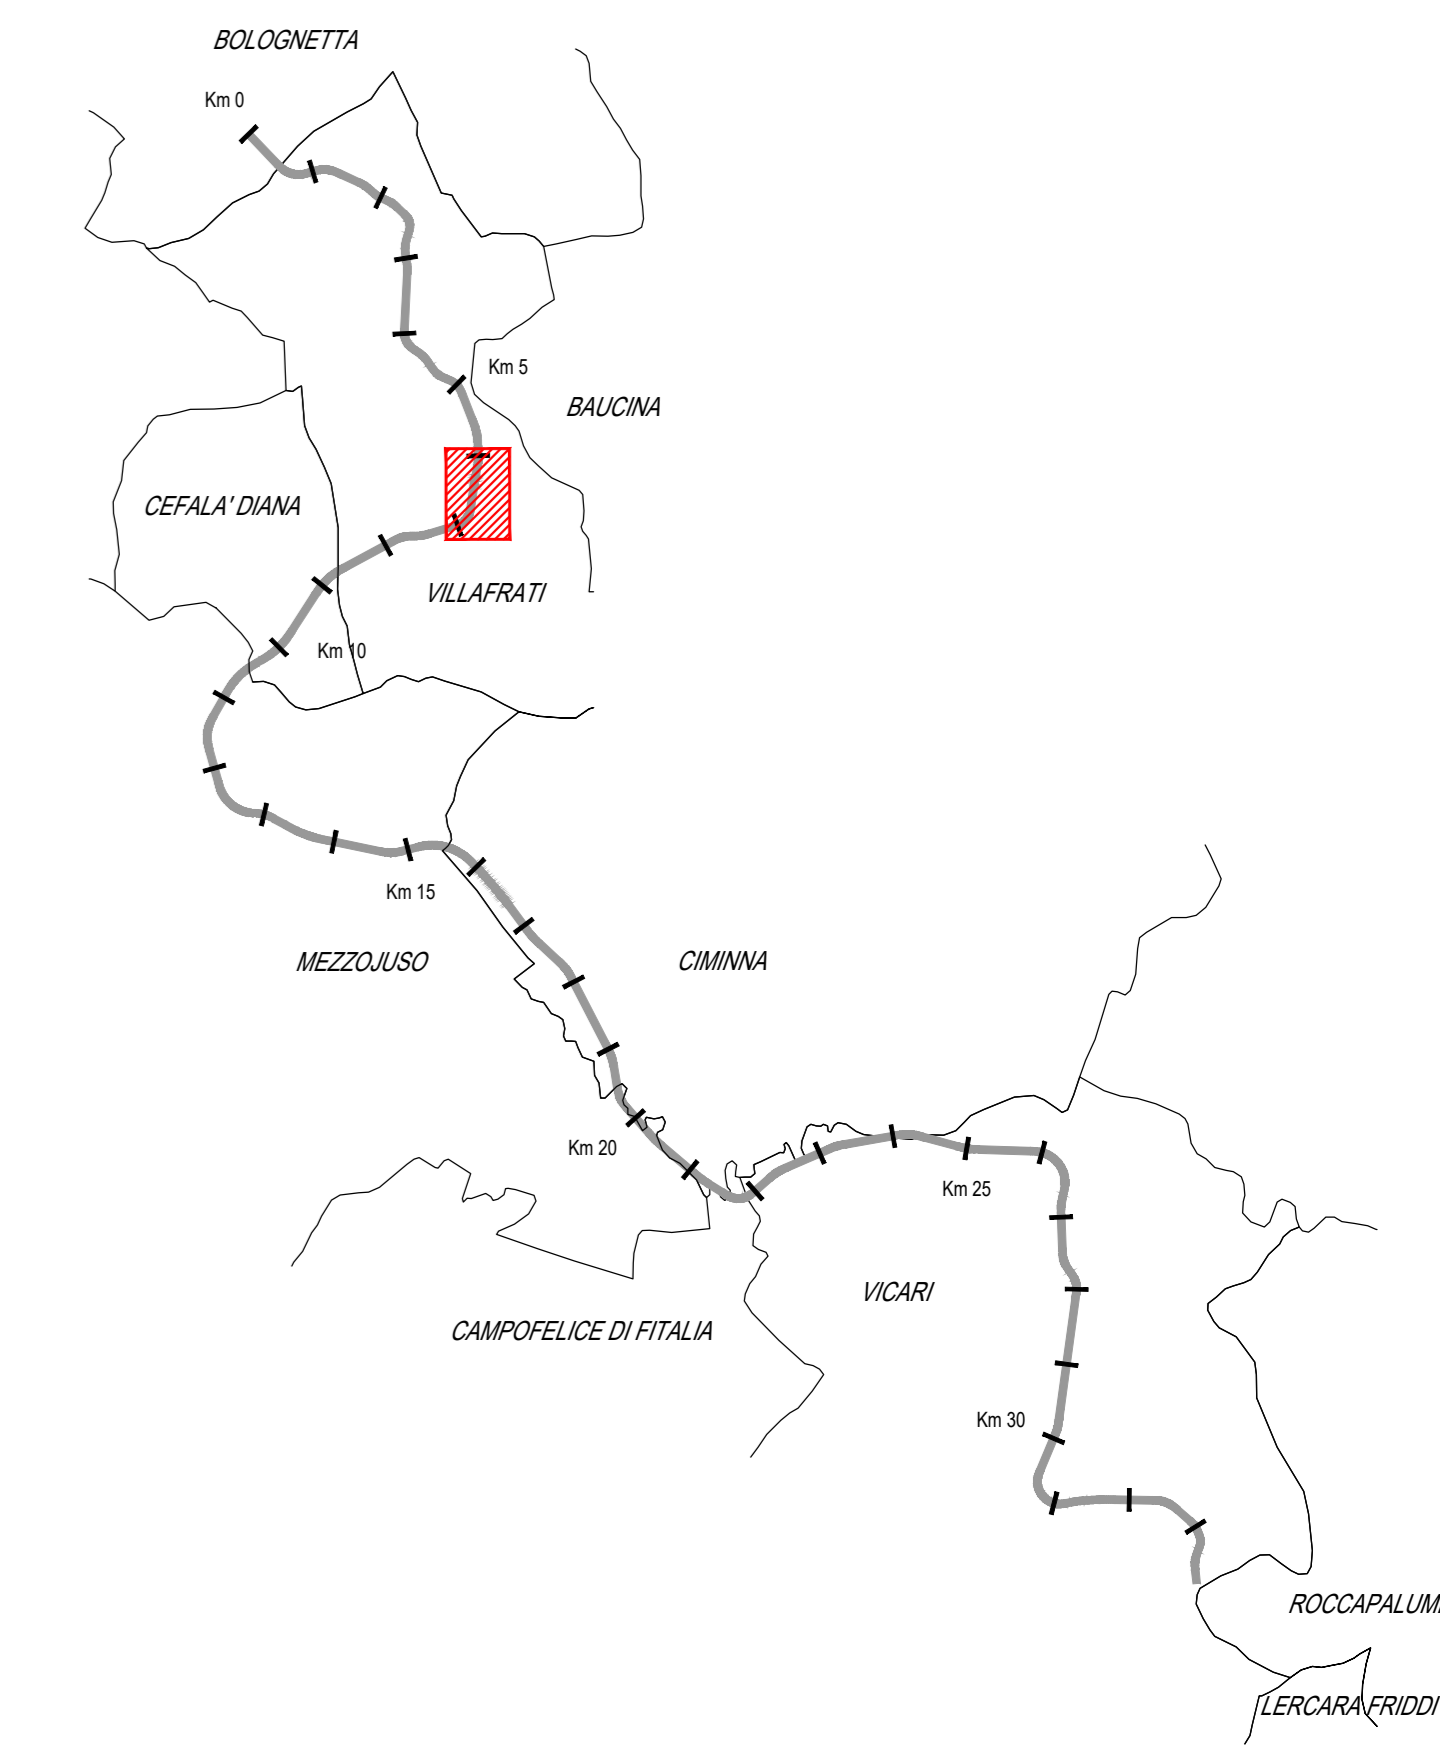 BOLOGNETTA
Km 0
Km 5
BAUCINA
CEFALA' DIANA
VILLAFRATI
Km 10
Km 15
MEZZOJUSO
CIMINNA
Km 20
Km 25
VICARI
CAMPOFELICE DI FITALIA
Km 30
ROCCAPALUM
LERCARA FRIDDI